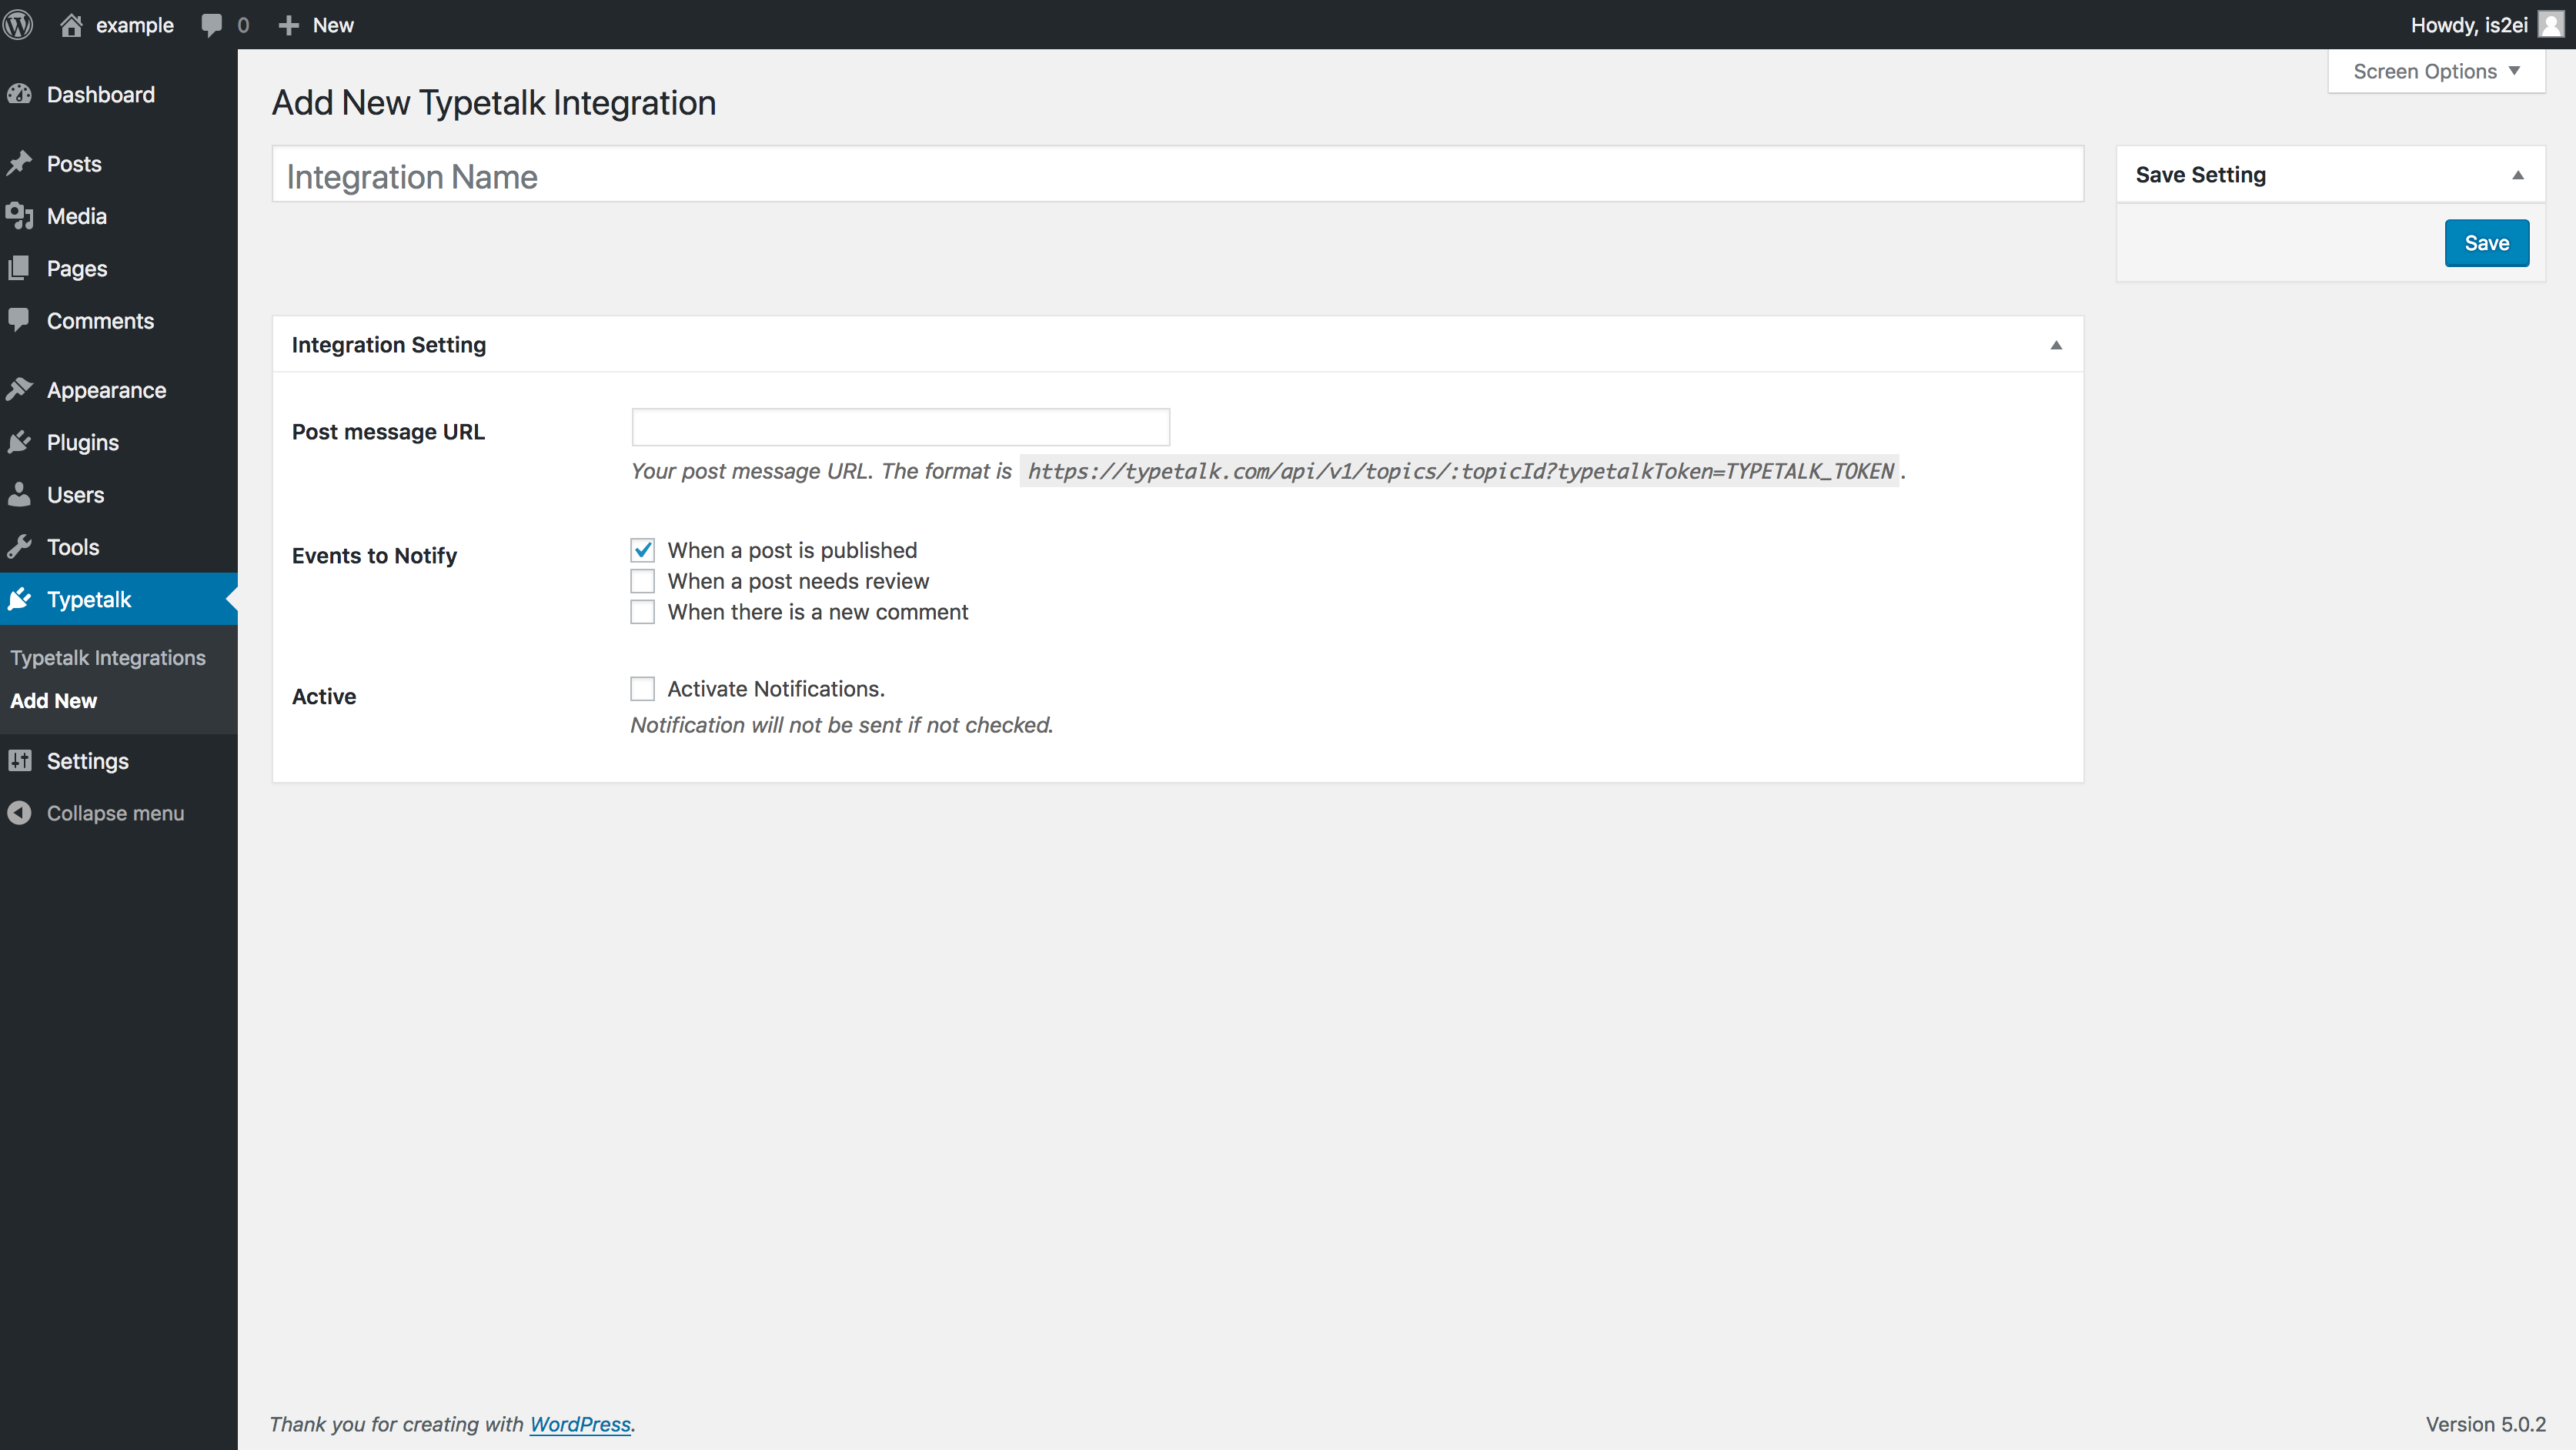 example 0 New Howdy, is2ei
Screen Options
Dashboard
Posts
Media
Pages
Comments
Appearance
Plugins
Users
Tools
Typetalk
Typetalk Integrations
Add New
Settings
Collapse menu
Add New Typetalk Integration
Integration Name
Save Setting
Save
Integration Setting
Post message URL
Your post message URL. The format is https://typetalk.com/api/v1/topics/:topicId?typetalkToken=TYPETALK_TOKEN.
Events to Notify
When a post is published
When a post needs review
When there is a new comment
Active
Activate Notifications.
Notification will not be sent if not checked.
Thank you for creating with WordPress.
Version 5.0.2